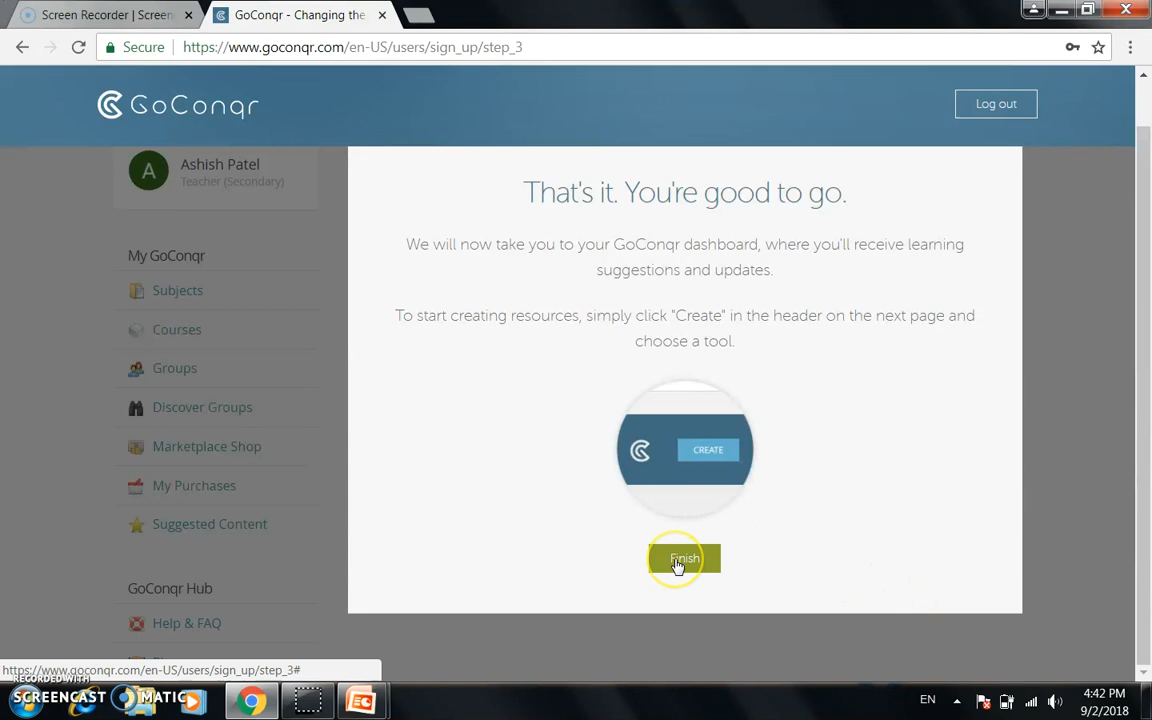 Screen Recorder | Screen
GoConqr - Changing the
Secure
https://www.goconqr.com/en-US/users/sign_up/step_3
GoConqr
Log out
A
Ashish Patel
Teacher (Secondary)
My GoConqr
Subjects
Courses
Groups
Discover Groups
Marketplace Shop
My Purchases
Suggested Content
GoConqr Hub
Help & FAQ
That's it. You're good to go.
We will now take you to your GoConqr dashboard, where you'll receive learning
suggestions and updates.
To start creating resources, simply click "Create" in the header on the next page and
choose a tool.
CREATE
Finish
https://www.goconqr.com/en-US/users/sign_up/step_3#
RECORDED WITH
SCREENCAST MATIC
EN
4:42 PM
9/2/2018